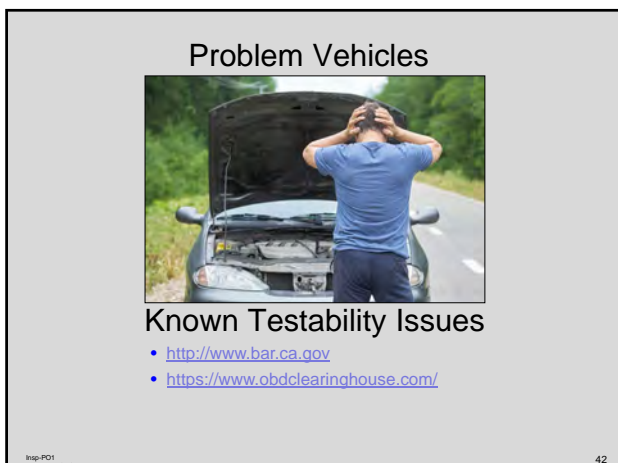 Problem Vehicles
Known Testability Issues
• http://www.bar.ca.gov
• https://www.obdclearinghouse.com/
Insp-PO1
42